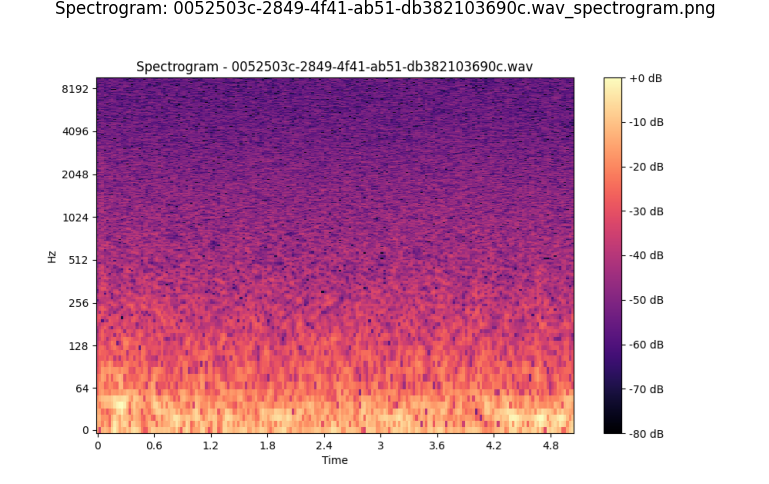 Spectrogram: 0052503c-2849-4f41-ab51-db382103690c.wav_spectrogram.png
Spectrogram - 0052503c-2849-4f41-ab51-db382103690c.wav
8192
4096
2048
1024
512
256
128
64
0
Hz
0 0.6 1.2 1.8 2.4 3 3.6 4.2 4.8
Time
+0 dB
-10 dB
-20 dB
-30 dB
-40 dB
-50 dB
-60 dB
-70 dB
-80 dB